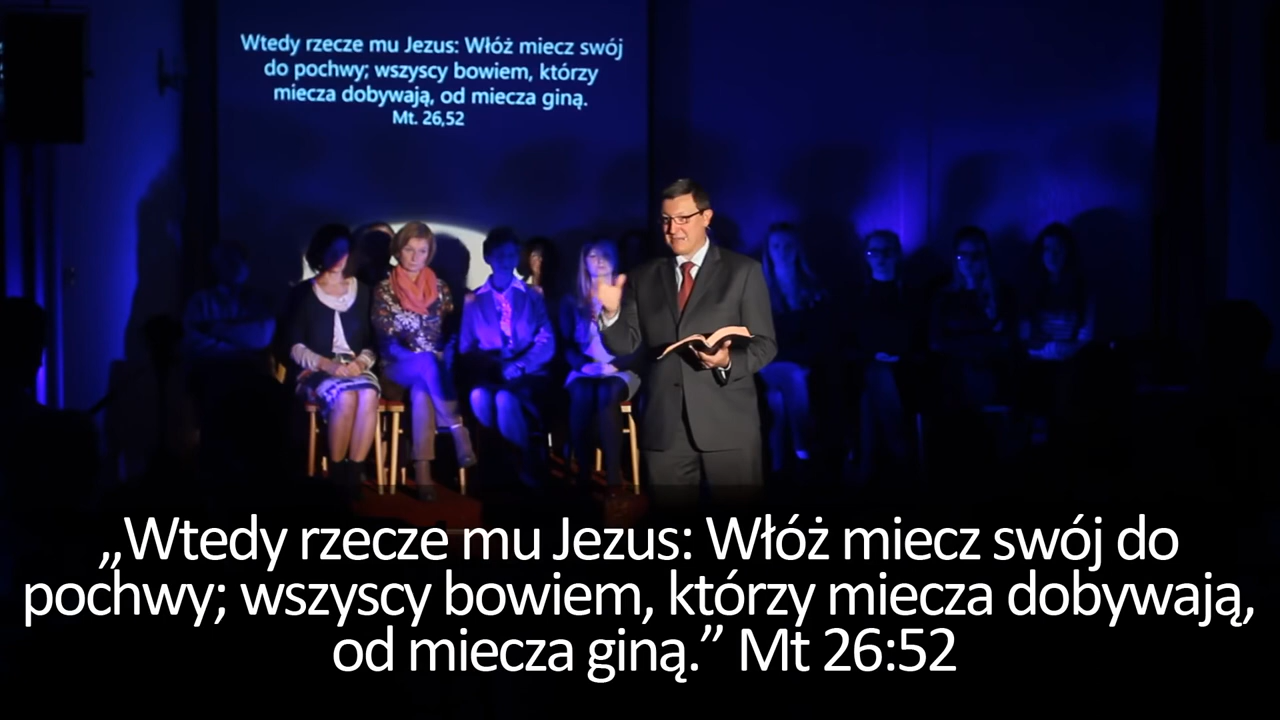 Wtedy rzecze mu Jezus: Włóż miecz swój
do pochwy; wszyscy bowiem, którzy
miecza dobywają, od miecza giną.
Mt. 26,52
„Wtedy rzecze mu Jezus: Włóż miecz swój do
pochwy; wszyscy bowiem, którzy miecza dobywają,
od miecza giną.” Mt 26:52